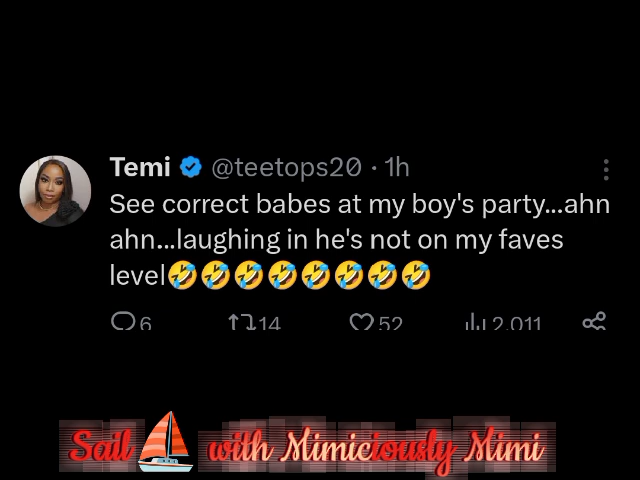 Temi @teetops20 · 1h
See correct babes at my boy's party...ahn
ahn...laughing in he's not on my faves
level🤣🤣🤣🤣🤣🤣🤣🤣
6 14 52 2,011
Sail with Mimiciously Mimi